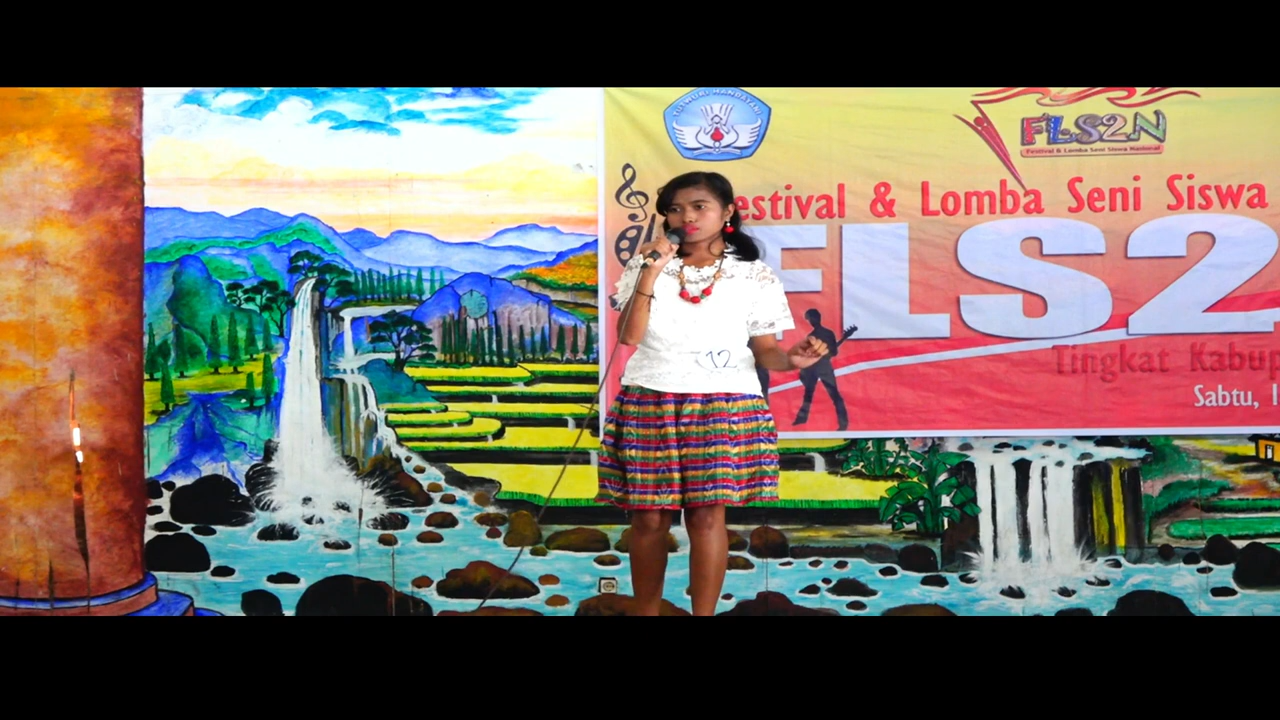 TUT WURI HANDAYANI
FLS2N
Festival & Lomba Seni Siswa Nasional
estival & Lomba Seni Siswa
FLS2
Tingkat Kabup
Sabtu, 1
12